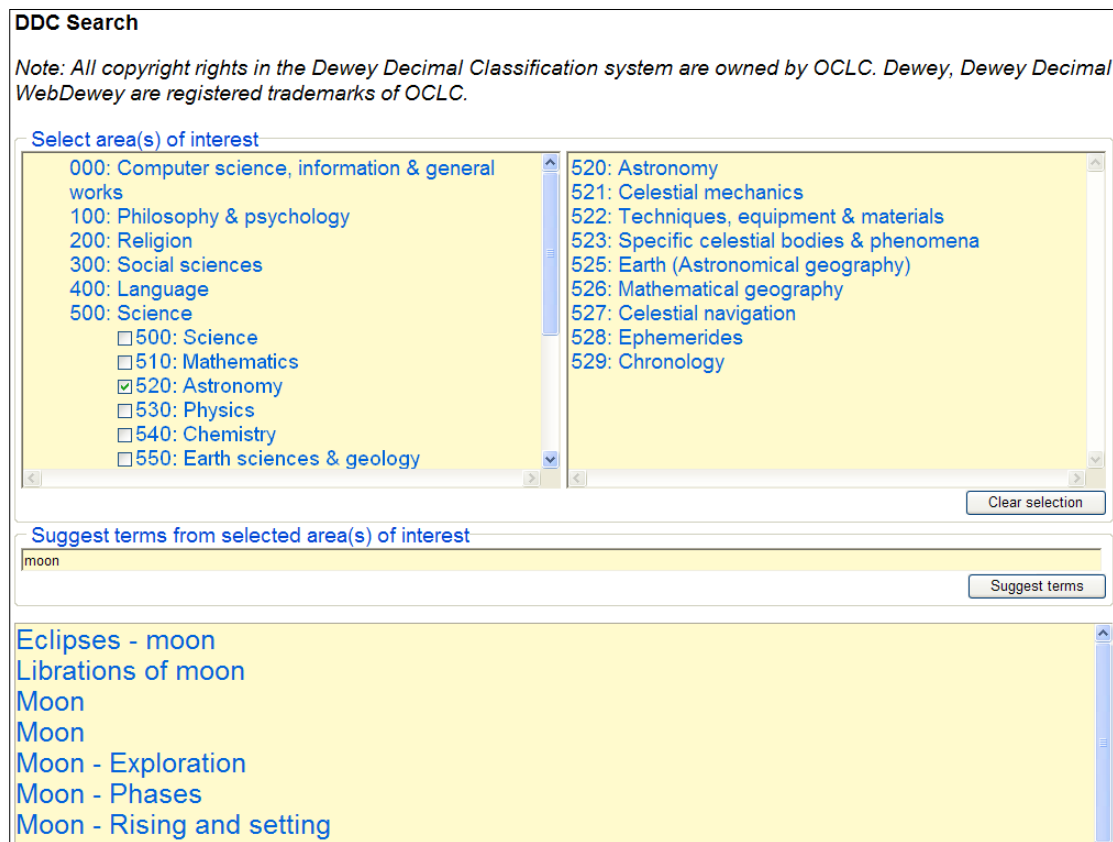 DDC Search
Note: All copyright rights in the Dewey Decimal Classification system are owned by OCLC. Dewey, Dewey Decimal
WebDewey are registered trademarks of OCLC.
Select area(s) of interest
000: Computer science, information & general
works
100: Philosophy & psychology
200: Religion
300: Social sciences
400: Language
500: Science
500: Science
510: Mathematics
520: Astronomy
530: Physics
540: Chemistry
550: Earth sciences & geology
520: Astronomy
521: Celestial mechanics
522: Techniques, equipment & materials
523: Specific celestial bodies & phenomena
525: Earth (Astronomical geography)
526: Mathematical geography
527: Celestial navigation
528: Ephemerides
529: Chronology
Clear selection
Suggest terms from selected area(s) of interest
moon
Suggest terms
Eclipses - moon
Librations of moon
Moon
Moon
Moon - Exploration
Moon - Phases
Moon - Rising and setting